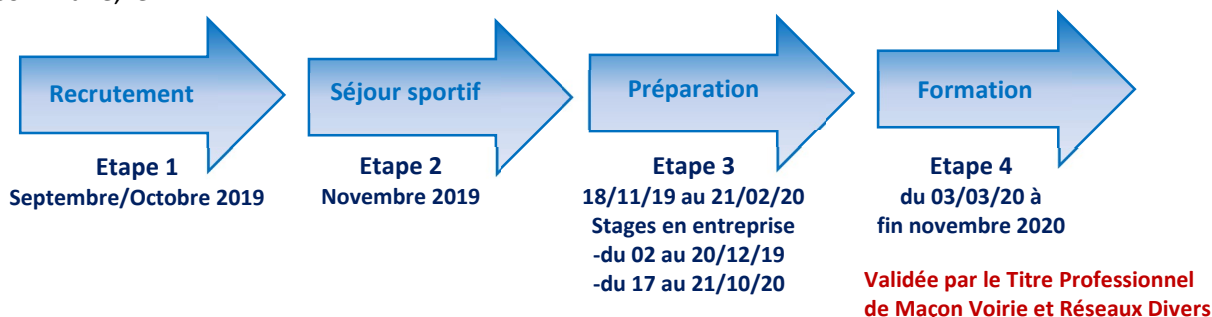 Recrutement
Etape 1
Septembre/Octobre 2019
Séjour sportif
Etape 2
Novembre 2019
Préparation
Etape 3
18/11/19 au 21/02/20
Stages en entreprise
-du 02 au 20/12/19
-du 17 au 21/10/20
Formation
Etape 4
du 03/03/20 à
fin novembre 2020
Validée par le Titre Professionnel
de Maçon Voirie et Réseaux Divers